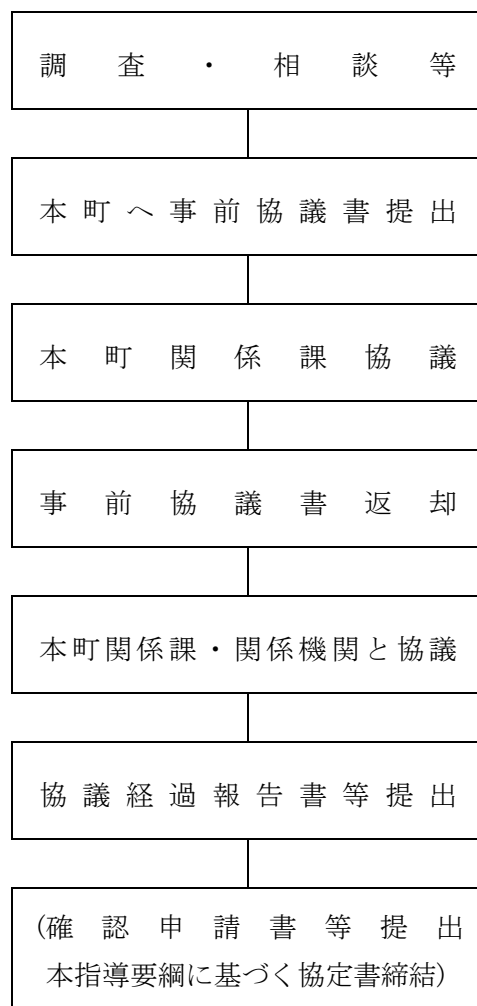 調査・相談等
本町へ事前協議書提出
本町関係課協議
事前協議書返却
本町関係課・関係機関と協議
協議経過報告書等提出
(確認申請書等提出
本指導要綱に基づく協定書締結)